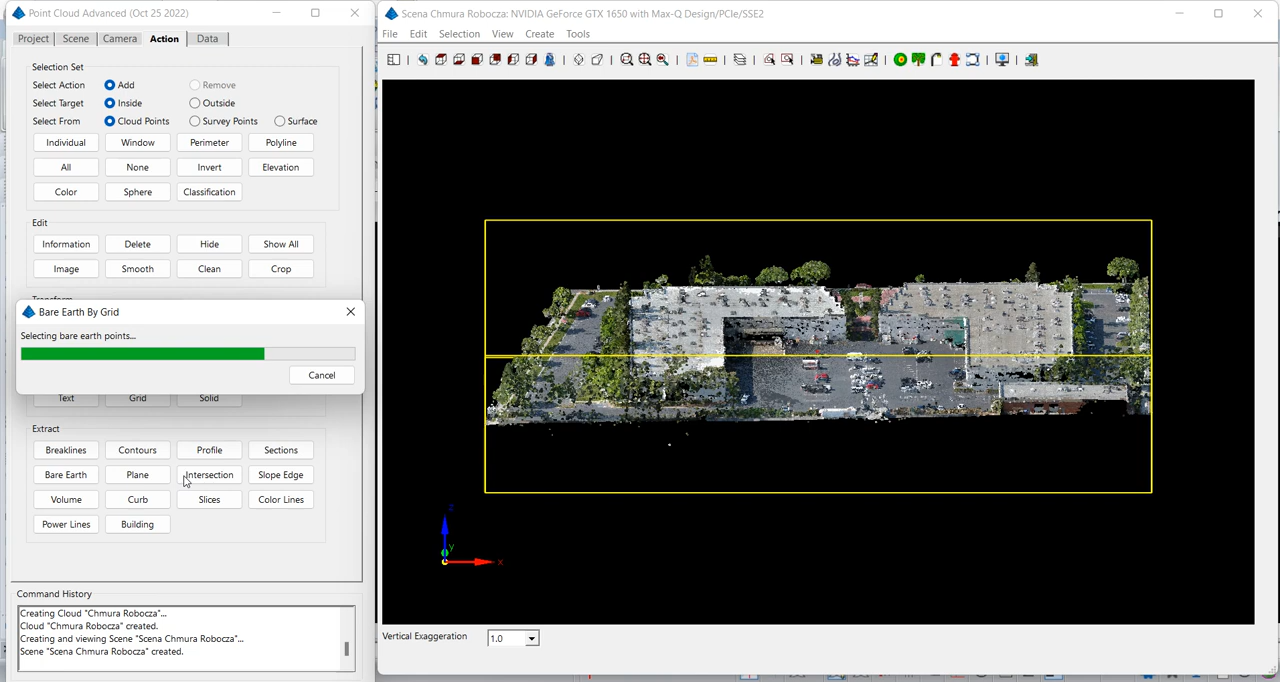 Point Cloud Advanced (Oct 25 2022)
Project Scene Camera Action Data
Selection Set
Select Action Add Remove
Select Target Inside Outside
Select From Cloud Points Survey Points Surface
Individual Window Perimeter Polyline
All None Invert Elevation
Color Sphere Classification
Edit
Information Delete Hide Show All
Image Smooth Clean Crop
Transform
Bare Earth By Grid
Selecting bare earth points...
Cancel
Text Grid Solid
Extract
Breaklines Contours Profile Sections
Bare Earth Plane Intersection Slope Edge
Volume Curb Slices Color Lines
Power Lines Building
Command History
Creating Cloud "Chmura Robocza"...
Cloud "Chmura Robocza" created.
Creating and viewing Scene "Scena Chmura Robocza"...
Scene "Scena Chmura Robocza" created.
Scena Chmura Robocza: NVIDIA GeForce GTX 1650 with Max-Q Design/PCIe/SSE2
File Edit Selection View Create Tools
z
y
x
Vertical Exaggeration 1.0